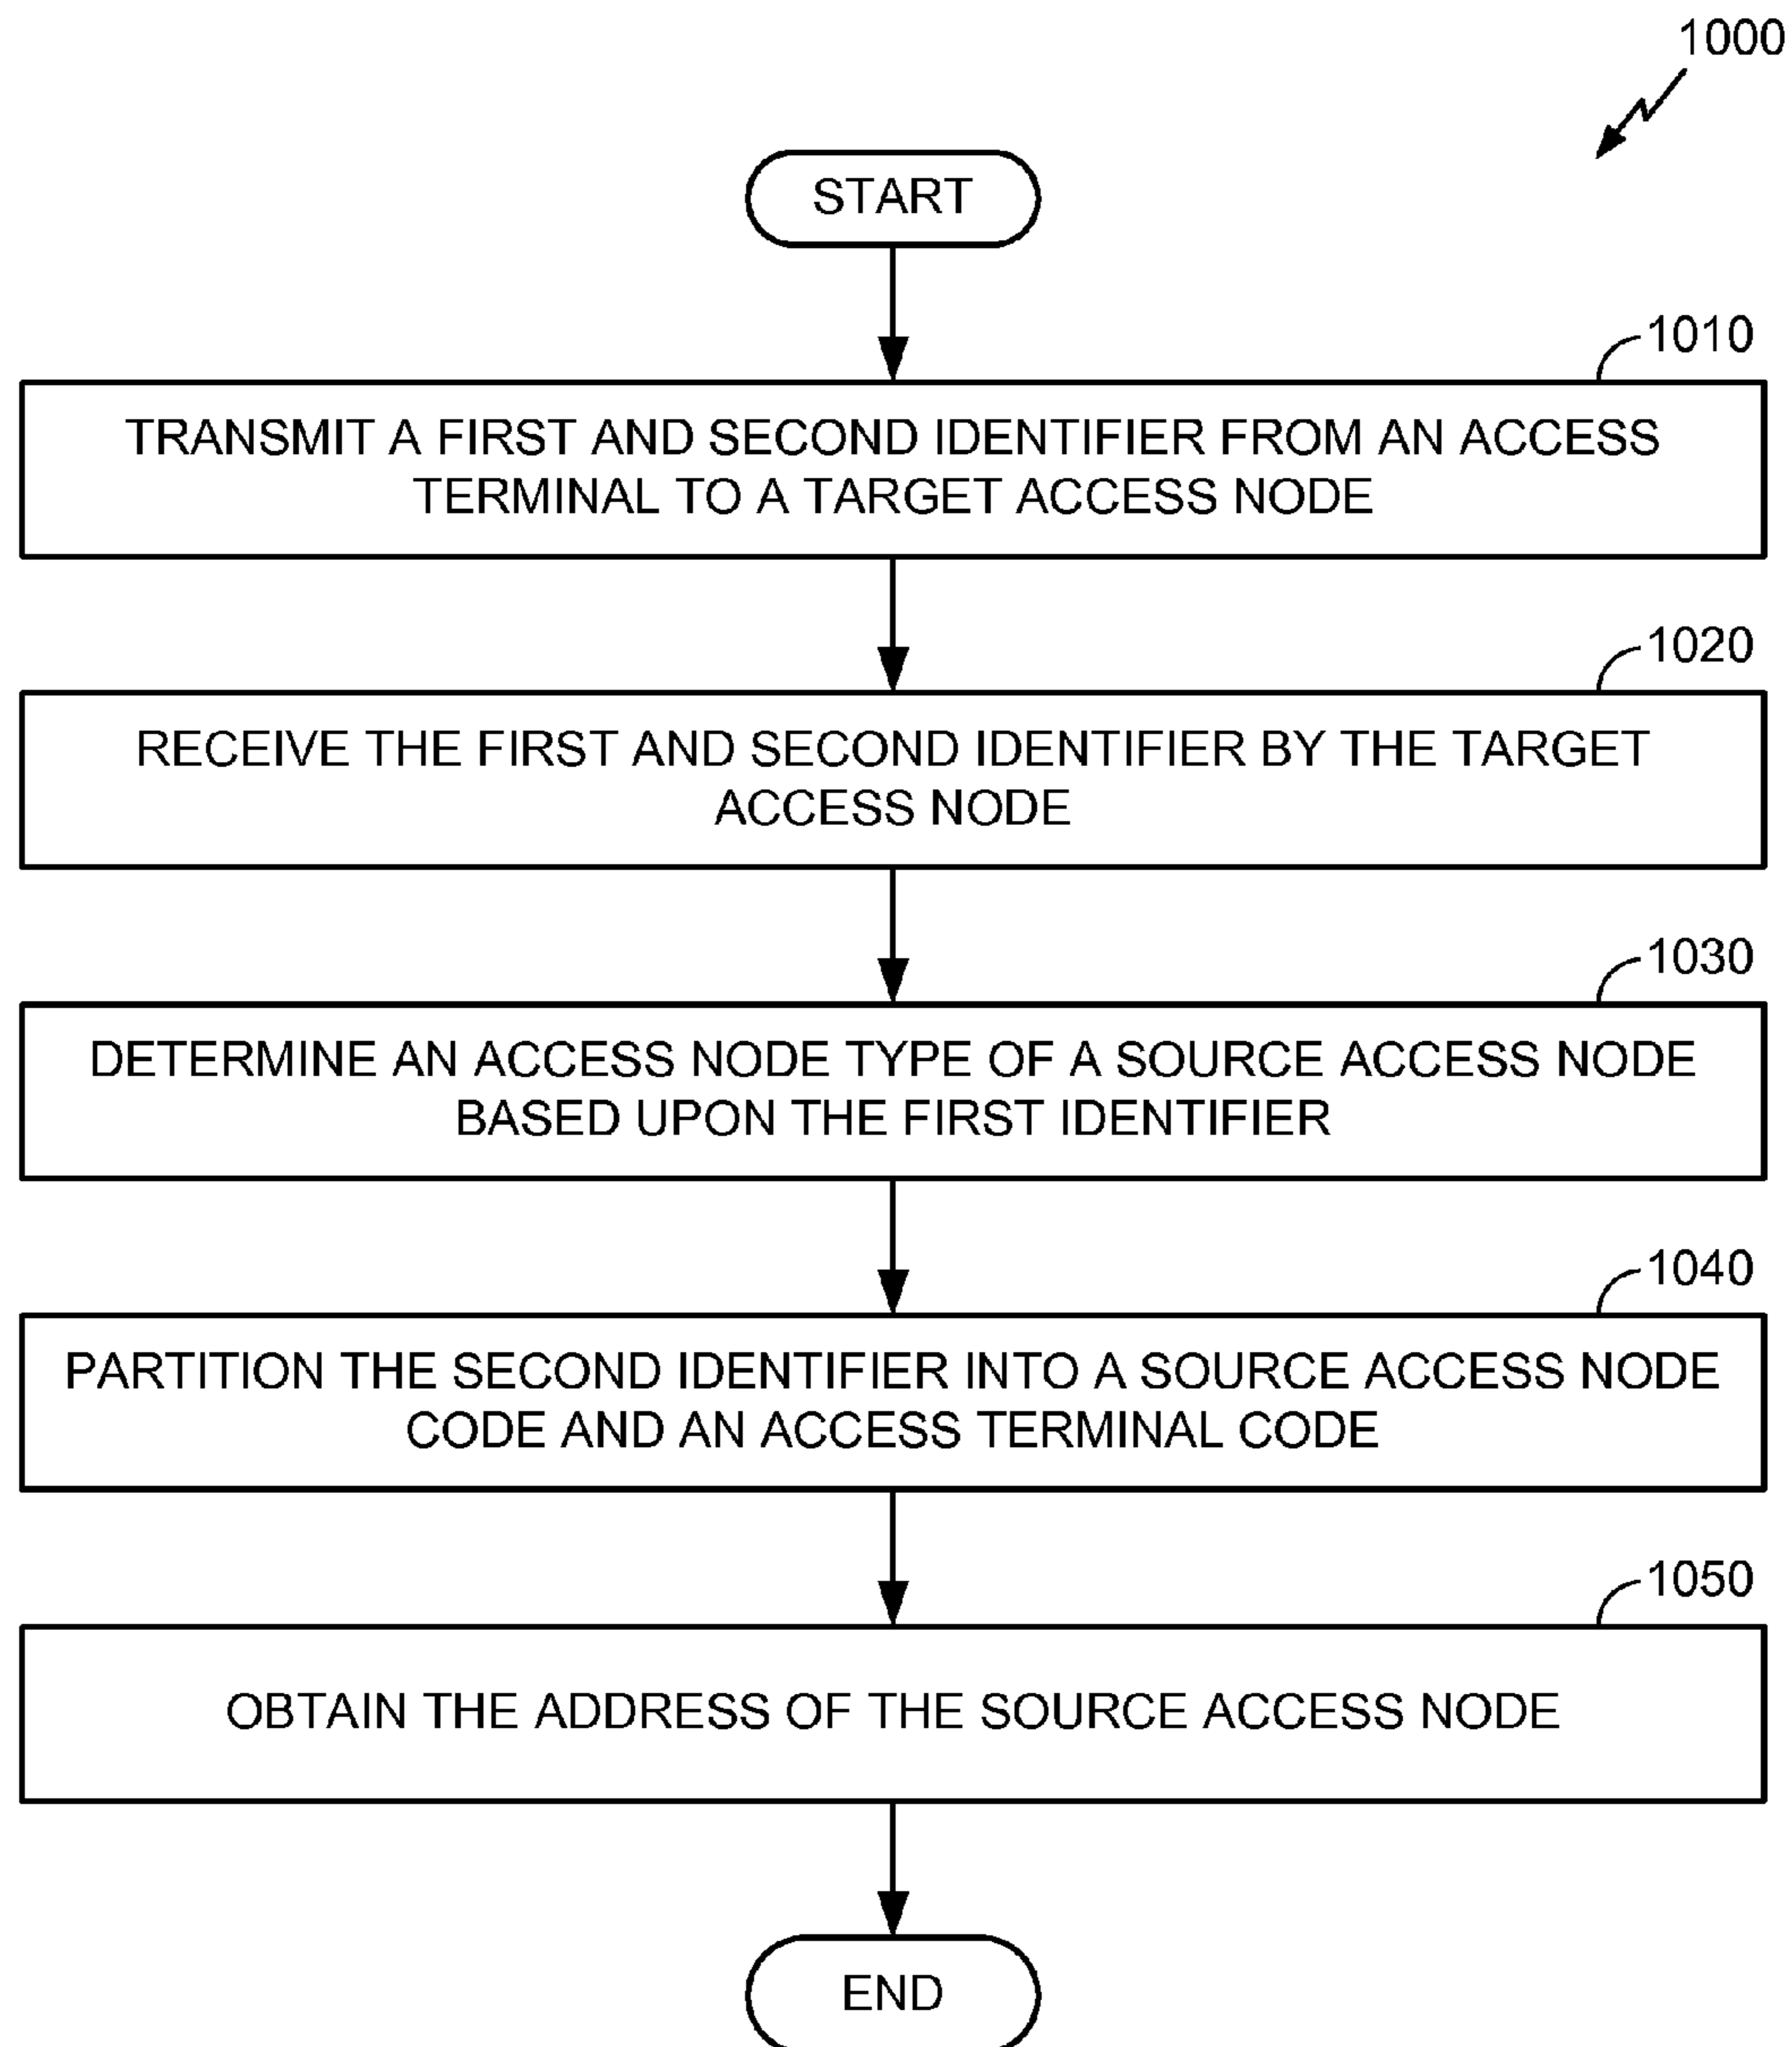 1000
START
1010
TRANSMIT A FIRST AND SECOND IDENTIFIER FROM AN ACCESS
TERMINAL TO A TARGET ACCESS NODE
1020
RECEIVE THE FIRST AND SECOND IDENTIFIER BY THE TARGET
ACCESS NODE
1030
DETERMINE AN ACCESS NODE TYPE OF A SOURCE ACCESS NODE
BASED UPON THE FIRST IDENTIFIER
1040
PARTITION THE SECOND IDENTIFIER INTO A SOURCE ACCESS NODE
CODE AND AN ACCESS TERMINAL CODE
1050
OBTAIN THE ADDRESS OF THE SOURCE ACCESS NODE
END